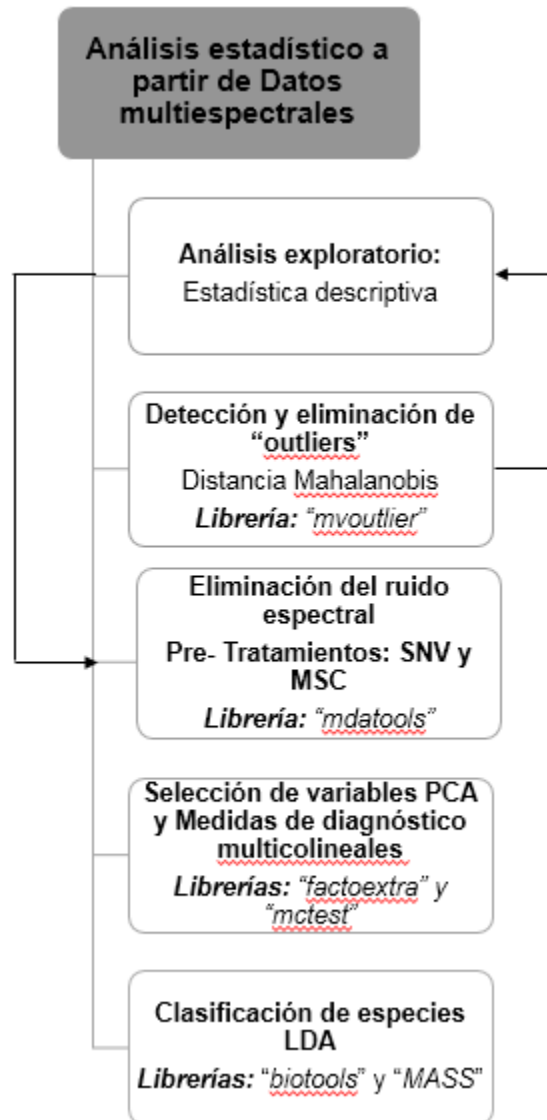 Análisis estadístico a
partir de Datos
multiespectrales
Análisis exploratorio:
Estadística descriptiva
Detección y eliminación de
“outliers”
Distancia Mahalanobis
Librería: “mvoutlier”
Eliminación del ruido
espectral
Pre- Tratamientos: SNV y
MSC
Librería: “mdatools”
Selección de variables PCA
y Medidas de diagnóstico
multicolineales
Librerías: “factoextra” y
“mctest”
Clasificación de especies
LDA
Librerías: “biotools” y “MASS”